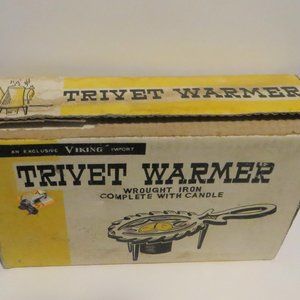 TRIVET WARMER
AN EXCLUSIVE VIKING IMPORT
TRIVET WARMER
WROUGHT IRON
COMPLETE WITH CANDLE